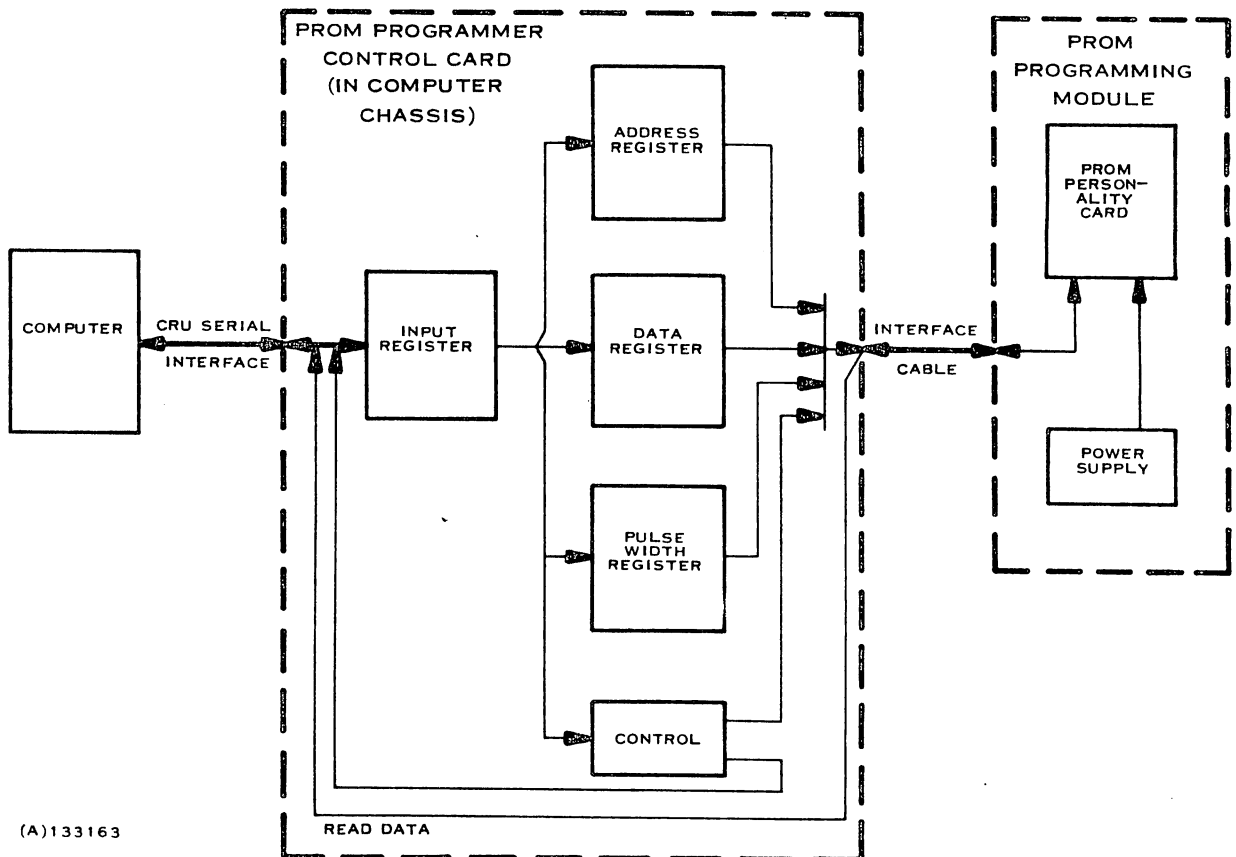 PROM PROGRAMMER
CONTROL CARD
(IN COMPUTER
CHASSIS)
PROM
PROGRAMMING
MODULE
ADDRESS
REGISTER
PROM
PERSON-
ALITY
CARD
COMPUTER
CRU SERIAL
INTERFACE
INPUT
REGISTER
DATA
REGISTER
INTERFACE
CABLE
POWER
SUPPLY
PULSE
WIDTH
REGISTER
CONTROL
READ DATA
(A)133163